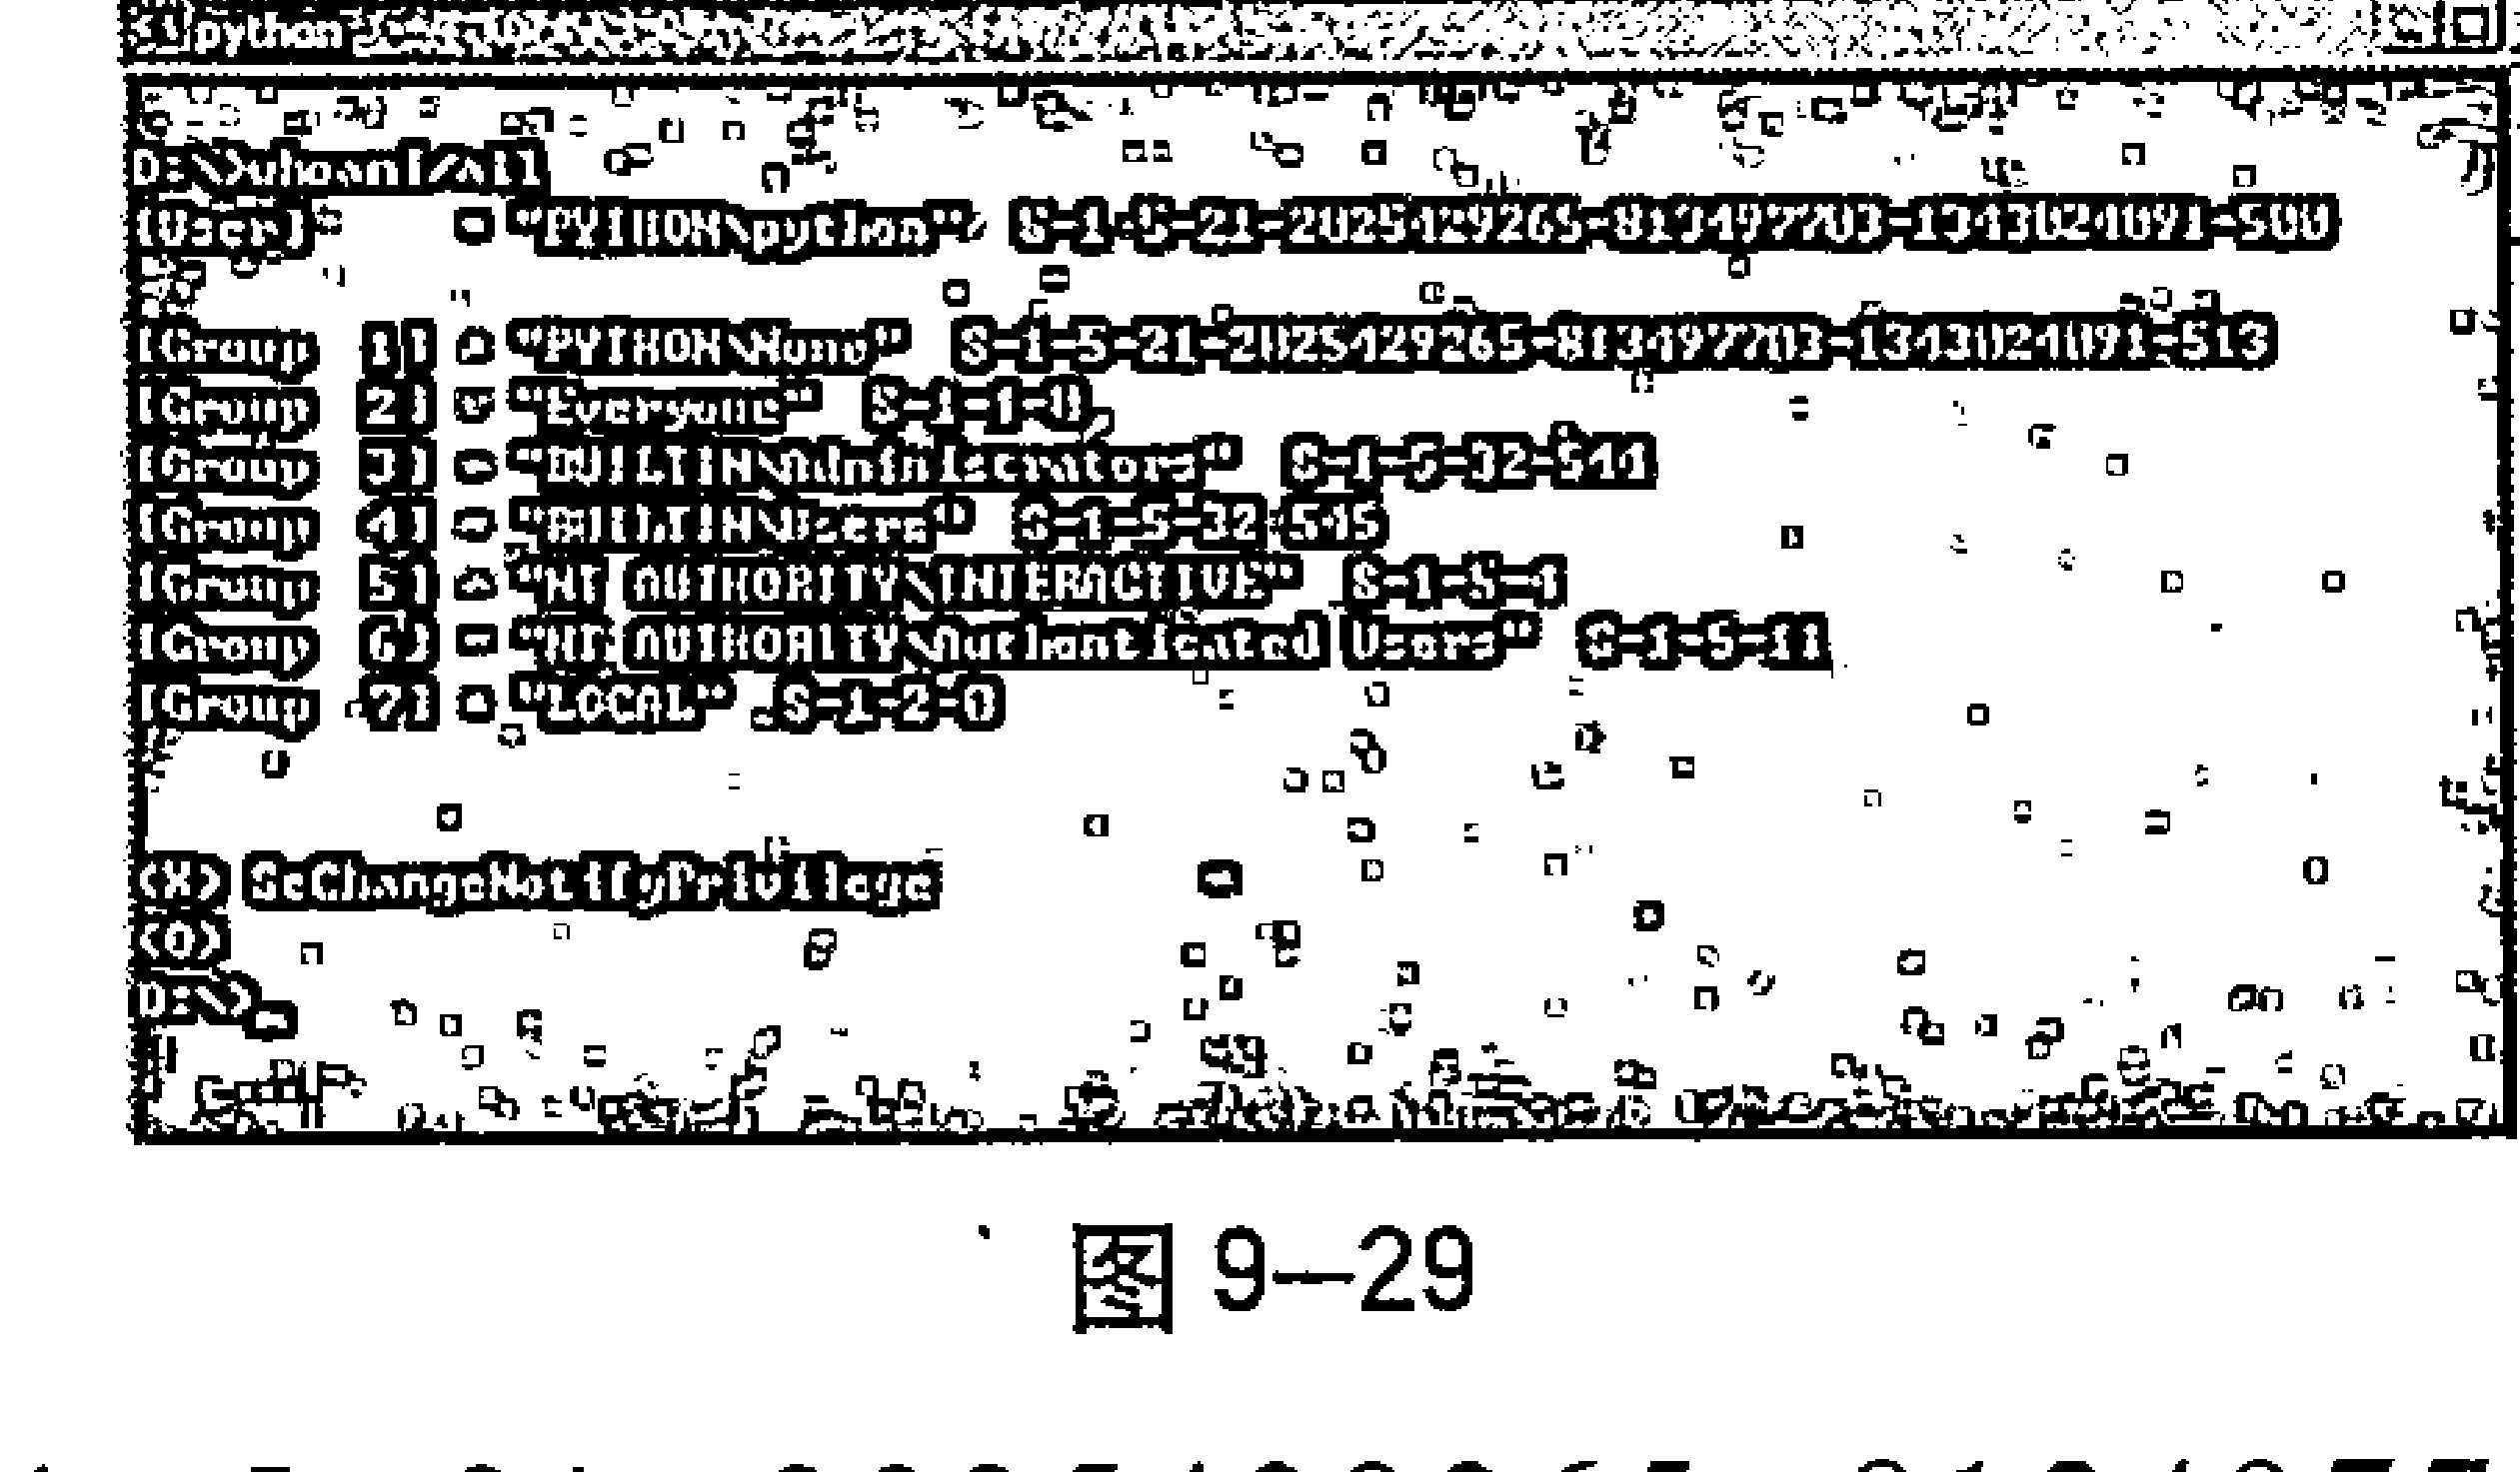 python
D:\>whoami /all
[User] = "PYTHON\python" S-1-5-21-2025429265-813497703-1343024091-500
[Group 1] = "PYTHON\None" S-1-5-21-2025429265-813497703-1343024091-513
[Group 2] = "Everyone" S-1-1-0
[Group 3] = "BUILTIN\Administrators" S-1-5-32-544
[Group 4] = "BUILTIN\Users" S-1-5-32-545
[Group 5] = "NT AUTHORITY\INTERACTIVE" S-1-5-4
[Group 6] = "NT AUTHORITY\Authenticated Users" S-1-5-11
[Group 7] = "LOCAL" S-1-2-0
(X) SeChangeNotifyPrivilege
(O)
D:\>
图 9—29